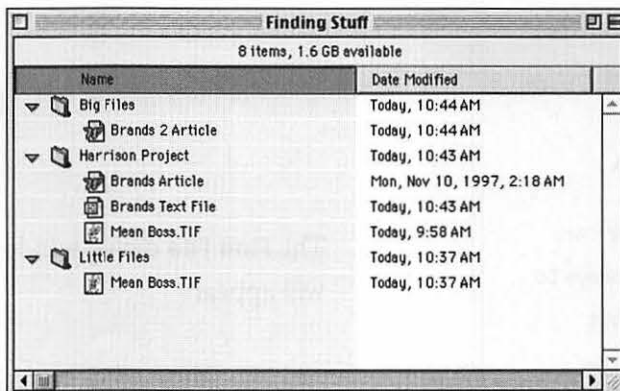 Finding Stuff
8 items, 1.6 GB available
Name Date Modified
Big Files Today, 10:44 AM
Brands 2 Article Today, 10:44 AM
Harrison Project Today, 10:43 AM
Brands Article Mon, Nov 10, 1997, 2:18 AM
Brands Text File Today, 10:43 AM
Mean Boss.TIF Today, 9:58 AM
Little Files Today, 10:37 AM
Mean Boss.TIF Today, 10:37 AM